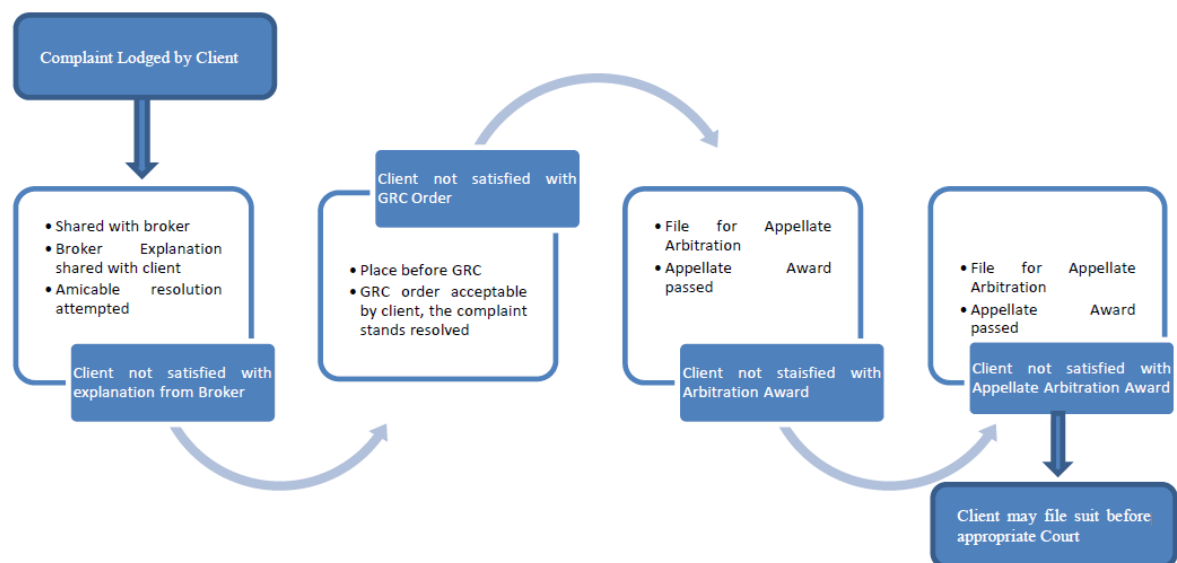 Complaint Lodged by Client
• Shared with broker
• Broker Explanation
shared with client
• Amicable resolution
attempted
Client not satisfied with
explanation from Broker
Client not satisfied with
GRC Order
• Place before GRC
• GRC order acceptable
by client, the complaint
stands resolved
• File for Appellate
Arbitration
• Appellate Award
passed
Client not staisfied with
Arbitration Award
• File for Appellate
Arbitration
• Appellate Award
passed
Client not satisfied with
Appellate Arbitration Award
Client may file suit before
appropriate Court